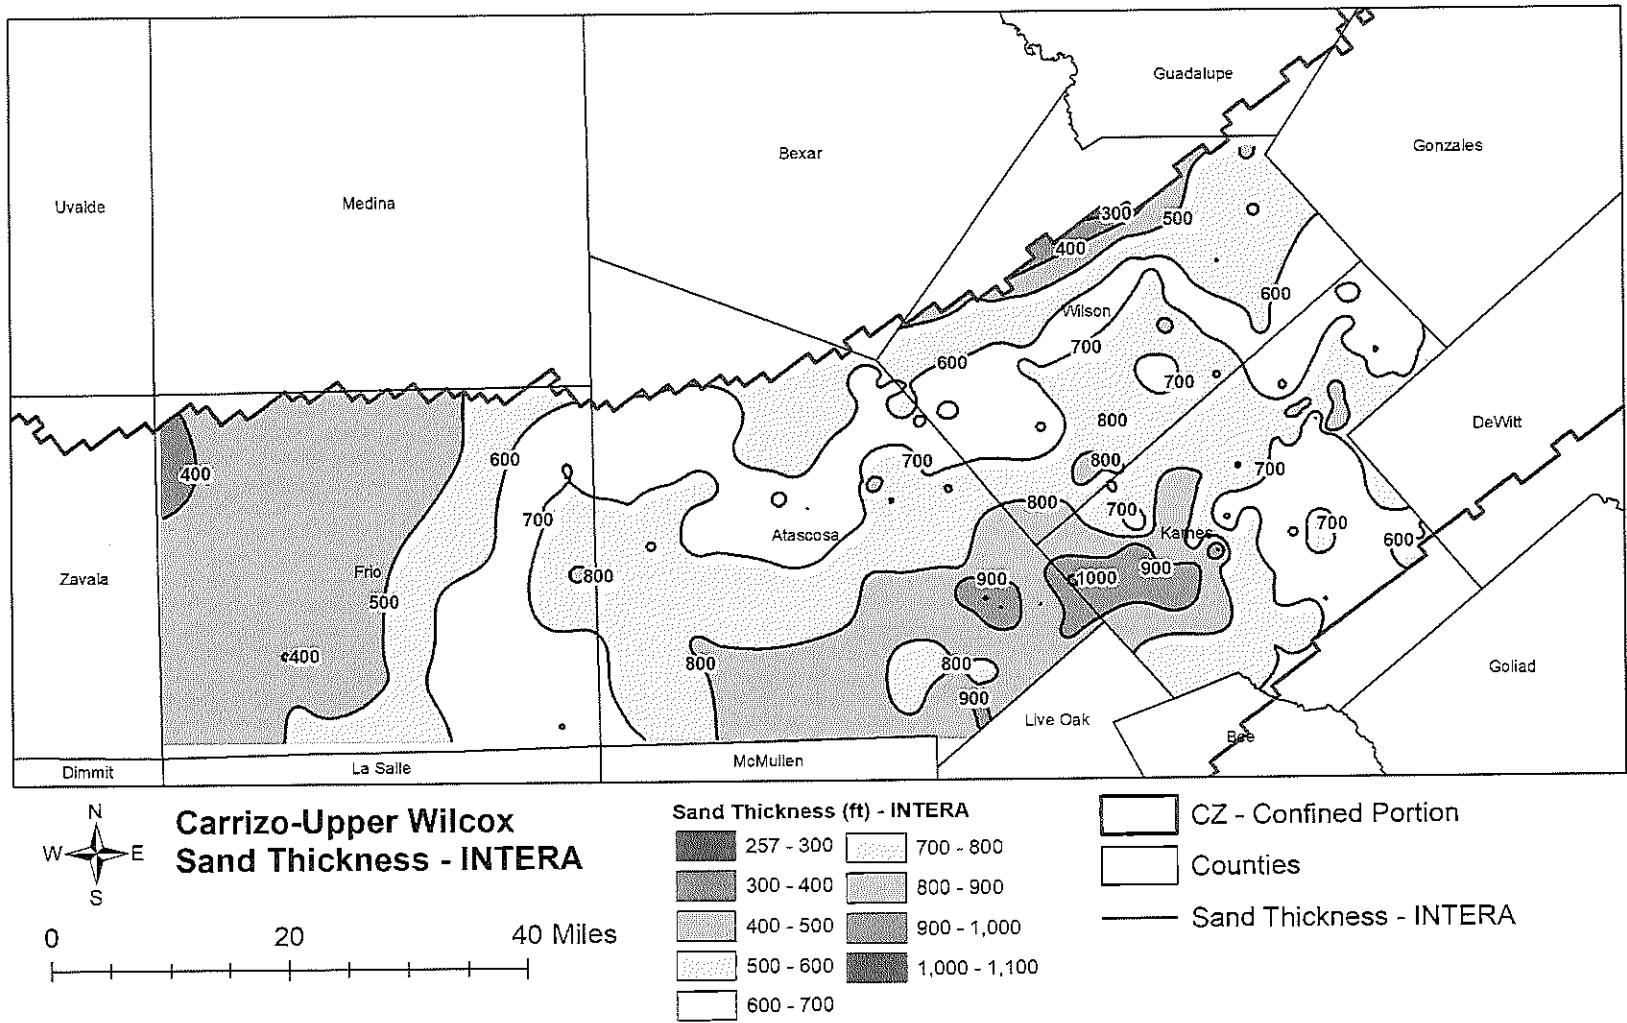 Guadalupe
Bexar
Gonzales
Uvalde
Medina
300
500
400
600
Wilson
700
600
700
800
DeWitt
400
600
700
800
700
700
800
700
700
Atascosa
Karnes
600
Zavala
Frio
500
800
900
1000
900
400
800
800
900
Goliad
Live Oak
Bee
Dimmit
La Salle
McMullen
N
W E
S
Carrizo-Upper Wilcox
Sand Thickness - INTERA
0 20 40 Miles
Sand Thickness (ft) - INTERA
257 - 300
300 - 400
400 - 500
500 - 600
600 - 700
700 - 800
800 - 900
900 - 1,000
1,000 - 1,100
CZ - Confined Portion
Counties
Sand Thickness - INTERA